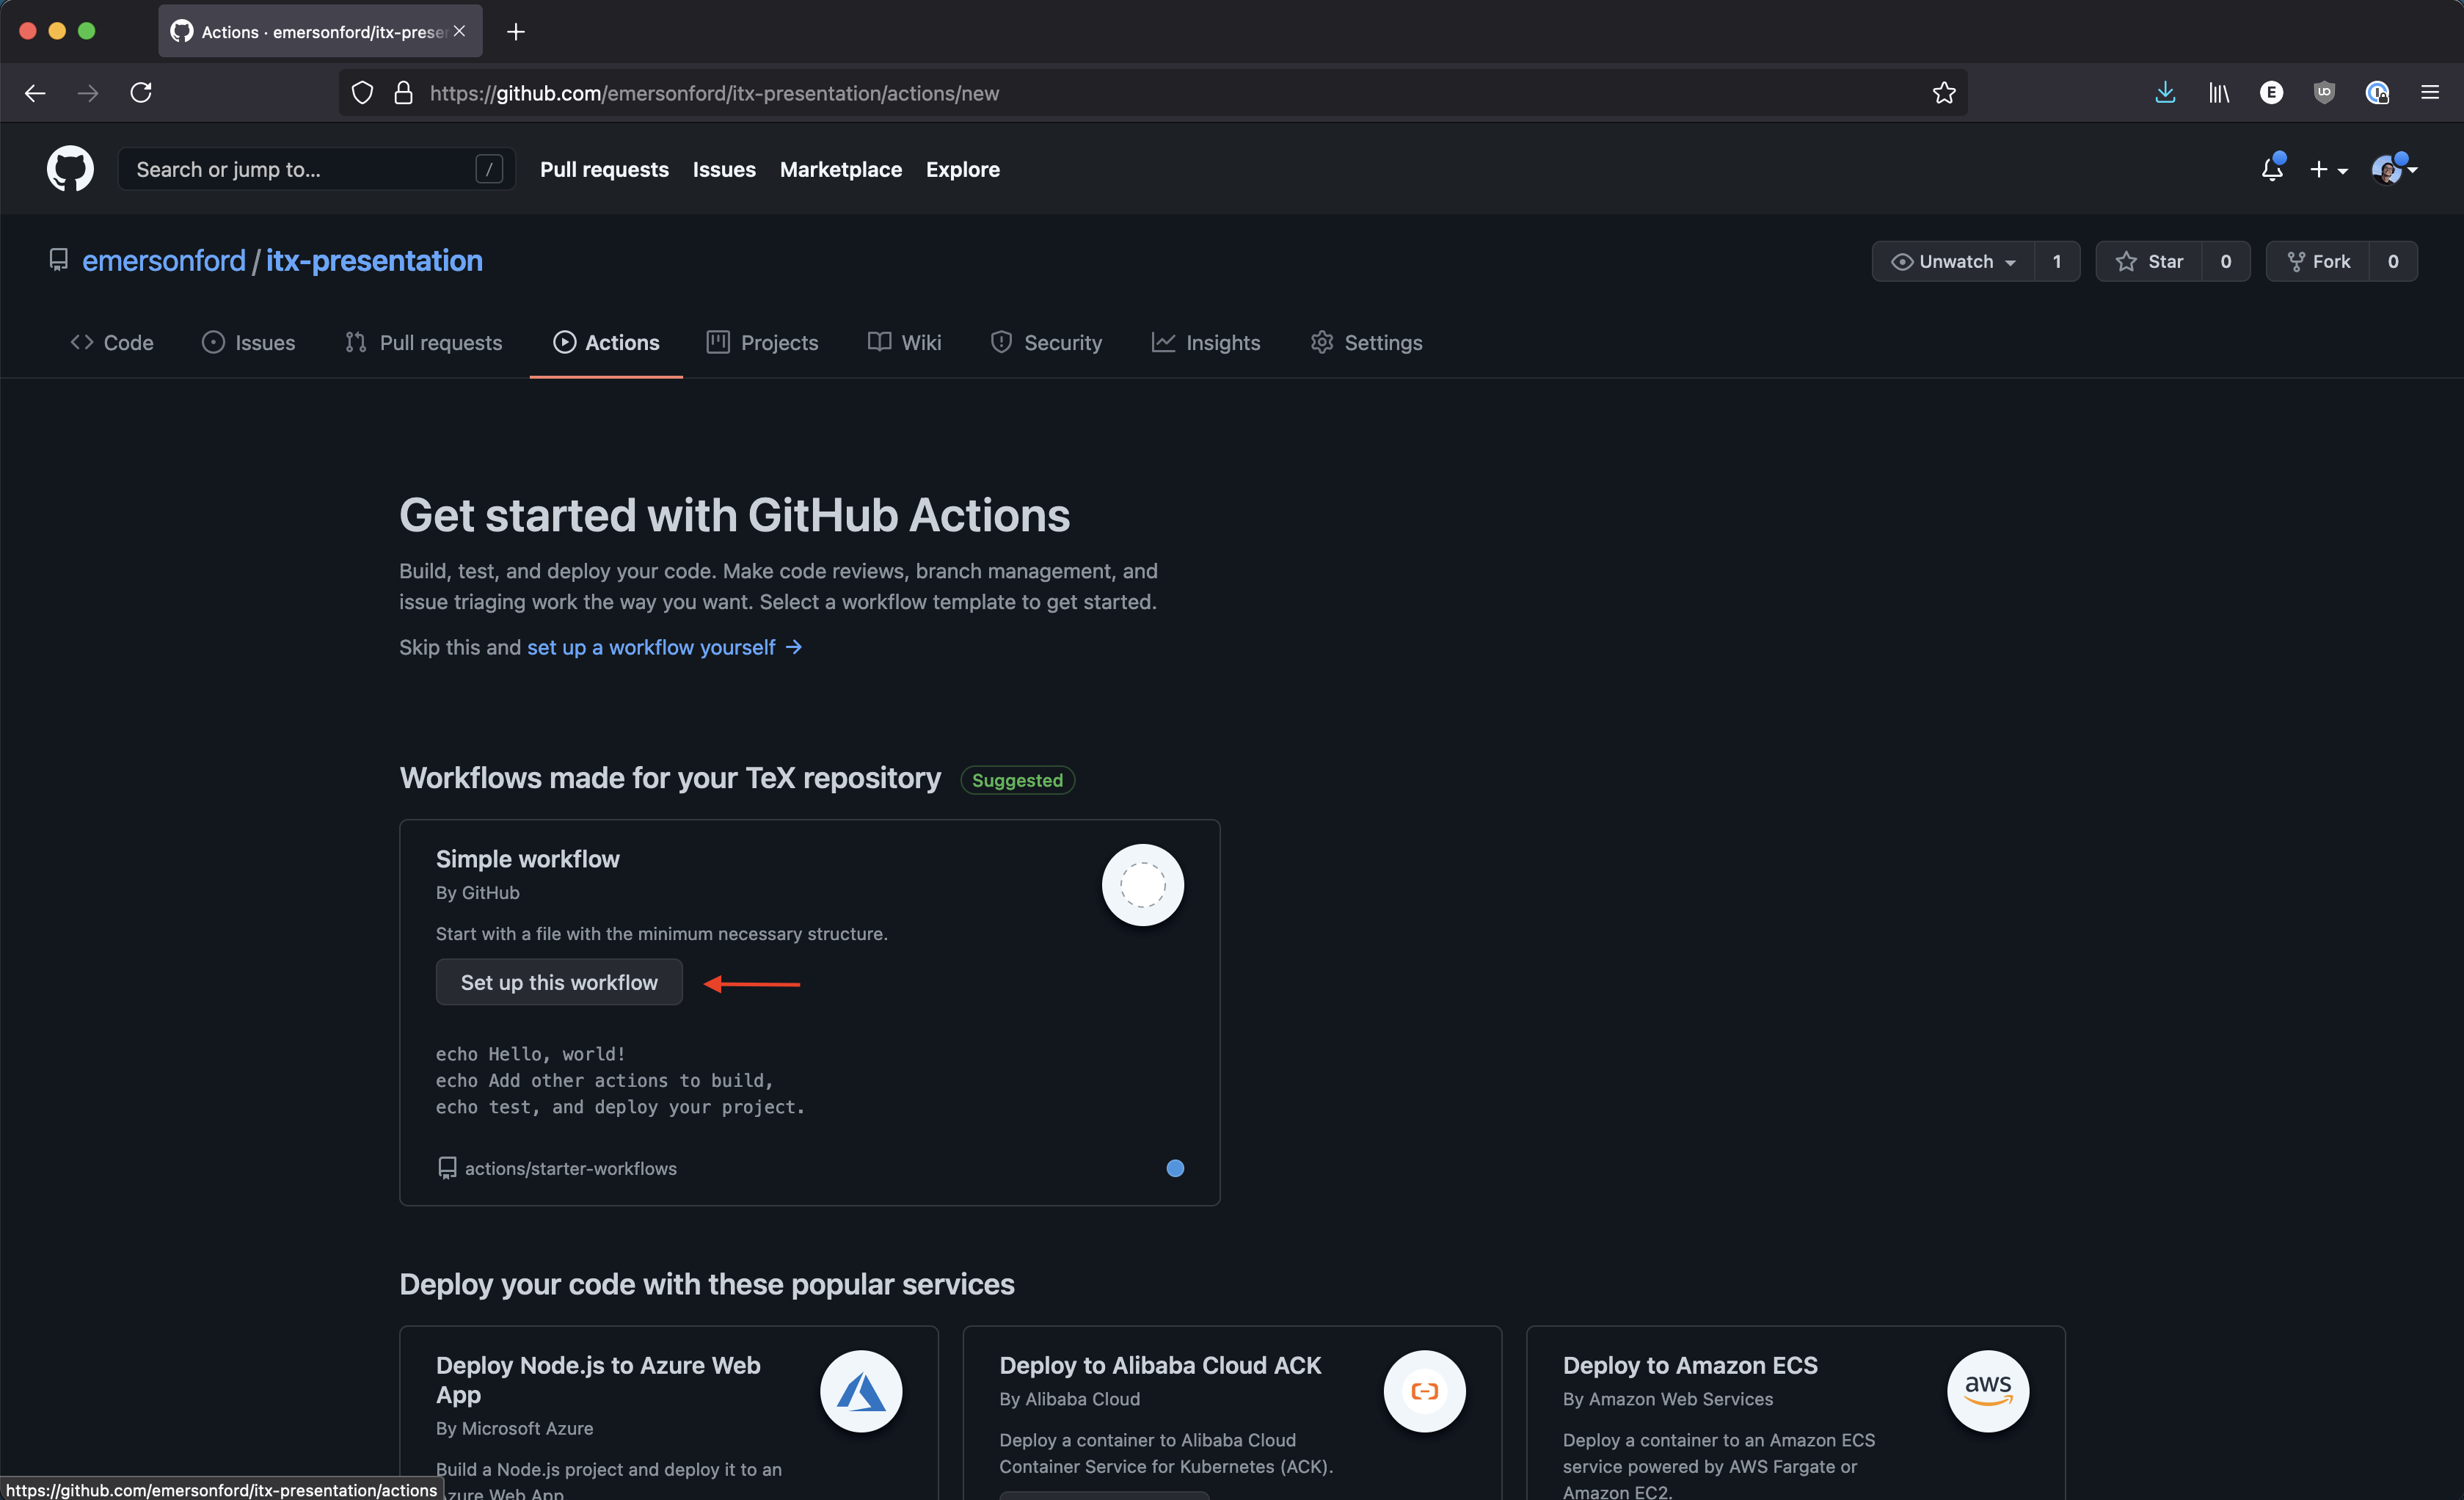 Actions · emersonford/itx-prese
https://github.com/emersonford/itx-presentation/actions/new
E
UD
Search or jump to... /
Pull requests Issues Marketplace Explore
emersonford / itx-presentation
Unwatch 1 Star 0 Fork 0
Code Issues Pull requests Actions Projects Wiki Security Insights Settings
Get started with GitHub Actions
Build, test, and deploy your code. Make code reviews, branch management, and
issue triaging work the way you want. Select a workflow template to get started.
Skip this and set up a workflow yourself →
Workflows made for your TeX repository Suggested
Simple workflow
By GitHub
Start with a file with the minimum necessary structure.
Set up this workflow
echo Hello, world!
echo Add other actions to build,
echo test, and deploy your project.
actions/starter-workflows
Deploy your code with these popular services
Deploy Node.js to Azure Web
App
By Microsoft Azure
Build a Node.js project and deploy it to an
Azure Web App.
Deploy to Alibaba Cloud ACK
By Alibaba Cloud
Deploy a container to Alibaba Cloud
Container Service for Kubernetes (ACK).
Deploy to Amazon ECS
By Amazon Web Services
aws
Deploy a container to an Amazon ECS
service powered by AWS Fargate or
Amazon EC2.
https://github.com/emersonford/itx-presentation/actions